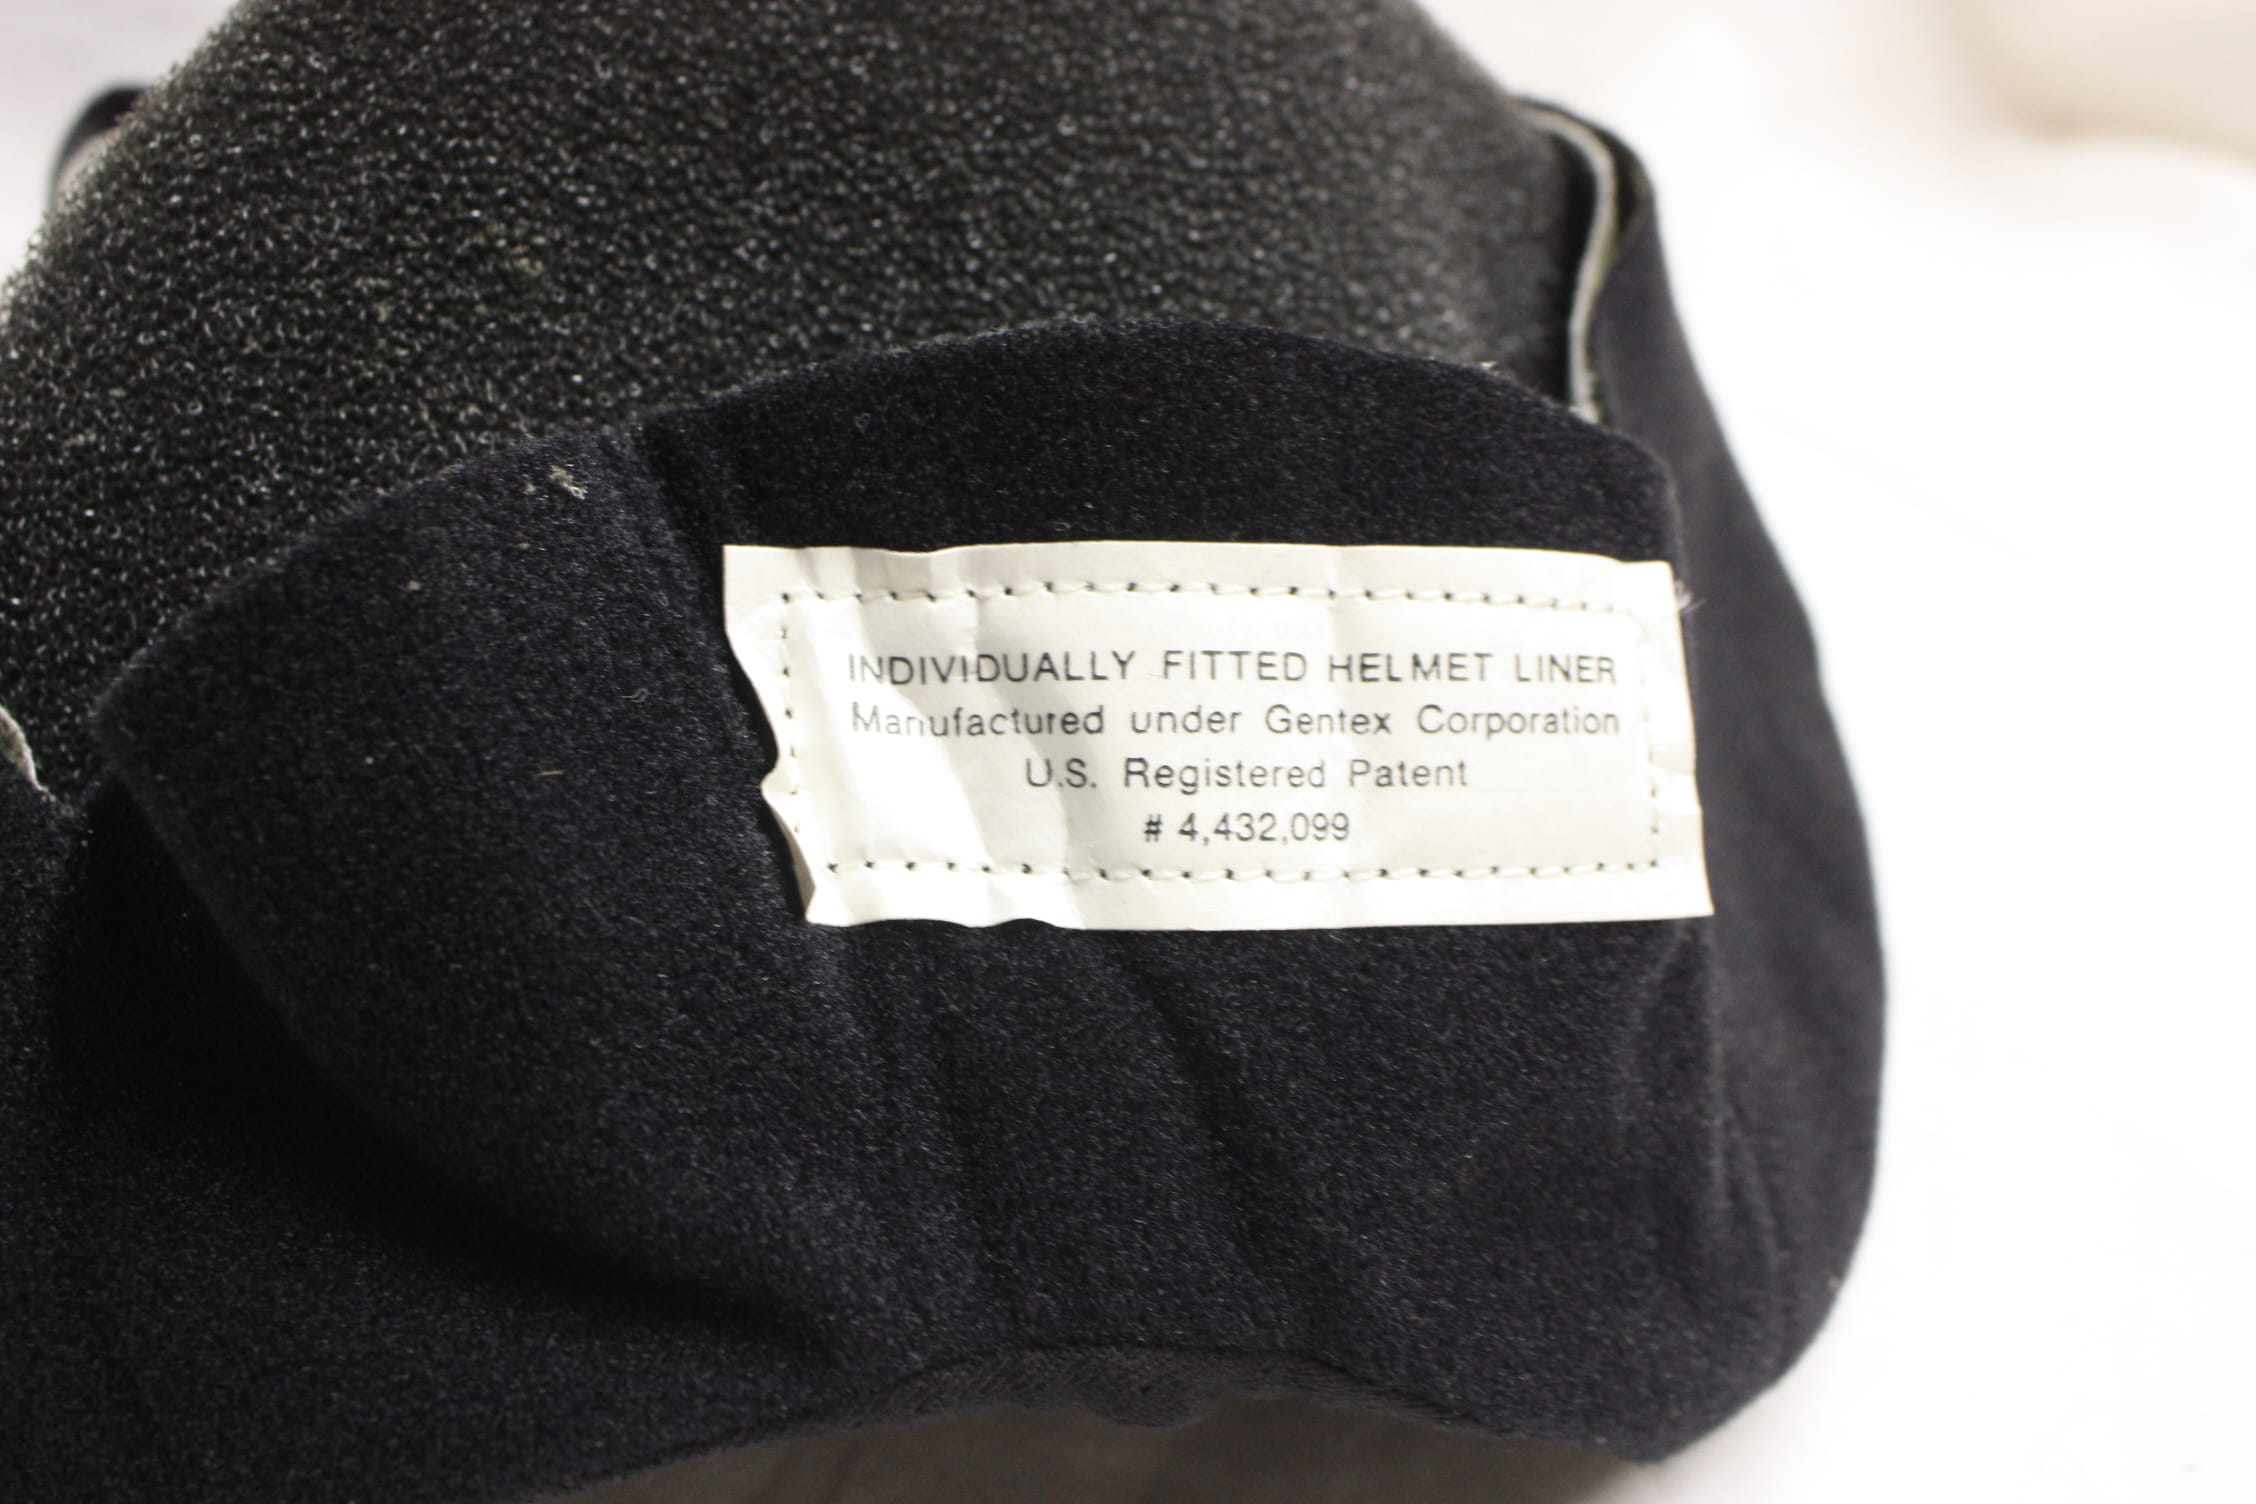 INDIVIDUALLY FITTED HELMET LINER
Manufactured under Gentex Corporation
U.S. Registered Patent
# 4,432,099